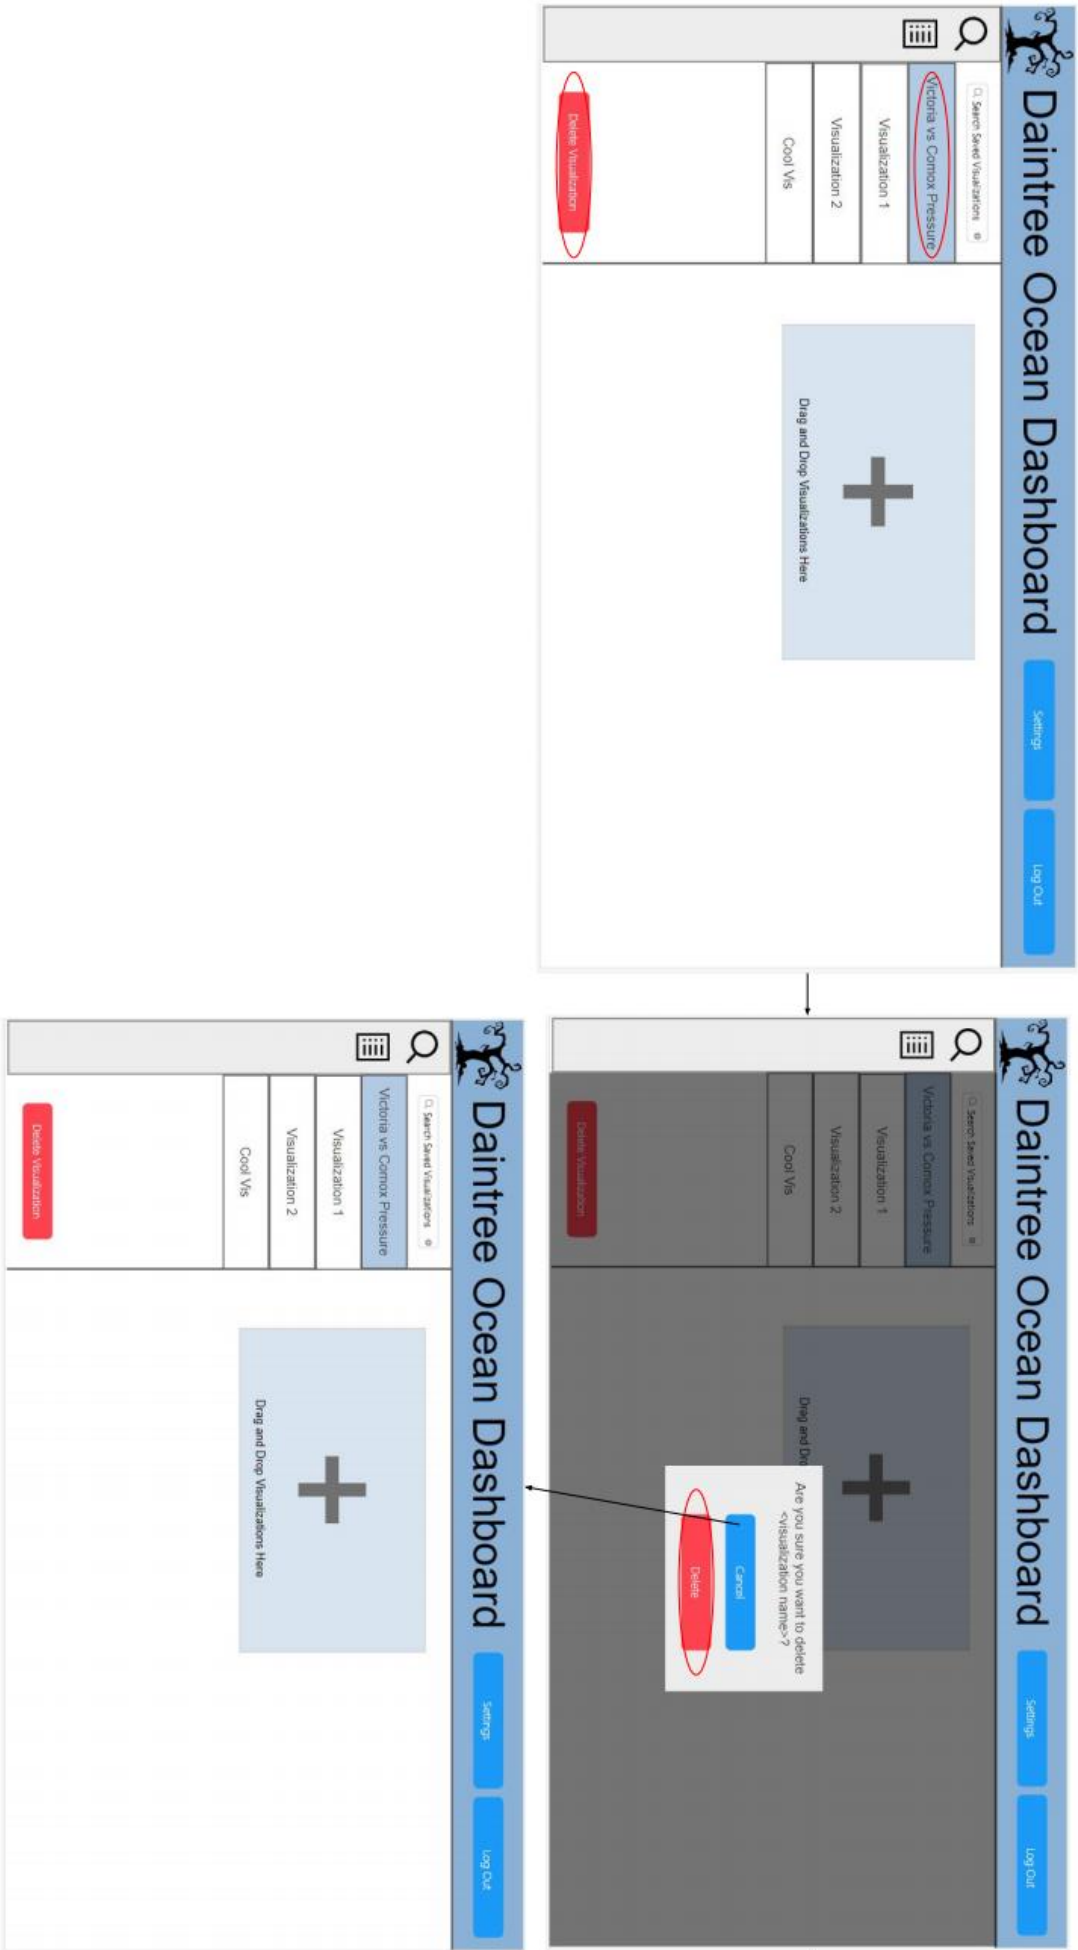 Daintree Ocean Dashboard
Settings
Log Out
Search Saved Visualizations
Victoria vs Comox Pressure
Visualization 1
Visualization 2
Cool Vis
Delete Visualization
Drag and Drop Visualizations Here
Daintree Ocean Dashboard
Settings
Log Out
Search Saved Visualizations
Victoria vs Comox Pressure
Visualization 1
Visualization 2
Cool Vis
Delete Visualization
Drag and Dro
Are you sure you want to delete
<visualization name>?
Cancel
Delete
Daintree Ocean Dashboard
Settings
Log Out
Search Saved Visualizations
Victoria vs Comox Pressure
Visualization 1
Visualization 2
Cool Vis
Delete Visualization
Drag and Drop Visualizations Here